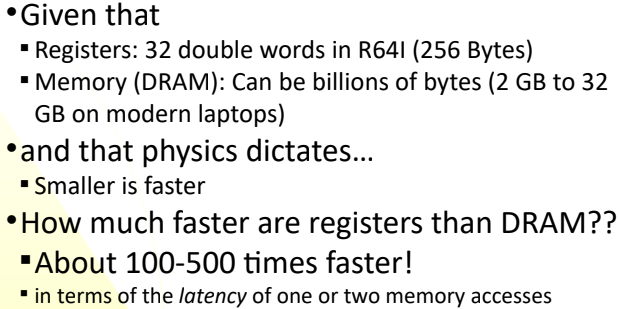 •Given that
▪Registers: 32 double words in R64I (256 Bytes)
▪Memory (DRAM): Can be billions of bytes (2 GB to 32
GB on modern laptops)
•and that physics dictates…
▪Smaller is faster
•How much faster are registers than DRAM??
▪About 100-500 times faster!
▪in terms of the latency of one or two memory accesses